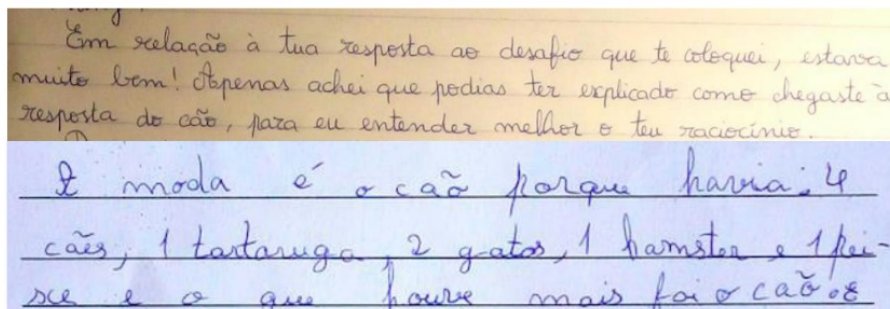 Em relação à tua resposta ao desafio que te coloquei, estava
muito bem! Apenas achei que podias ter explicado como chegaste à
resposta do cão, para eu entender melhor o teu raciocínio.
A moda é o caõ porque havia: 4
cães, 1 tartaruga, 2 gatos, 1 hamster e 1 pei-
xe e o que houve mais foi o caõ.